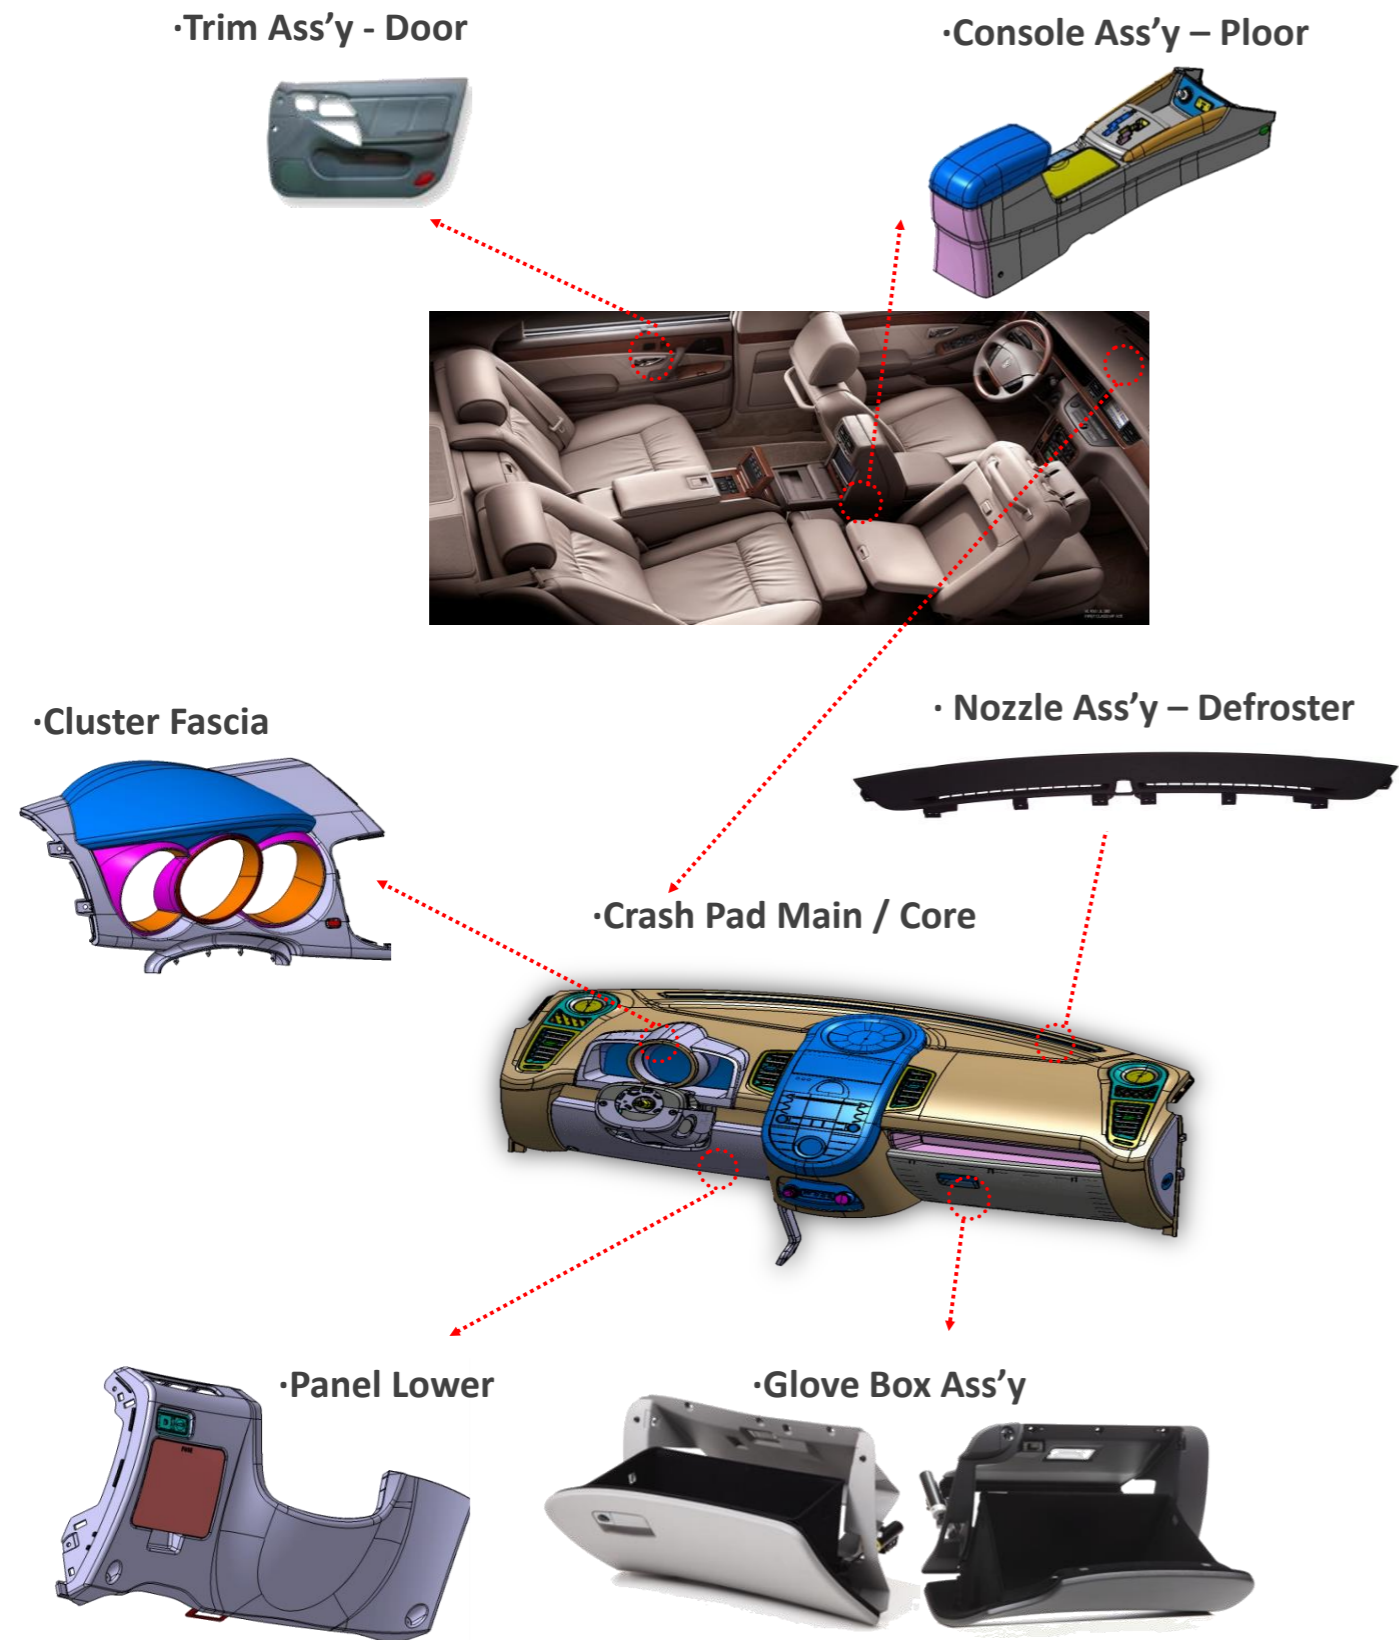 ·Trim Ass’y - Door
·Console Ass’y – Ploor
·Cluster Fascia
· Nozzle Ass’y – Defroster
·Crash Pad Main / Core
·Panel Lower
·Glove Box Ass’y